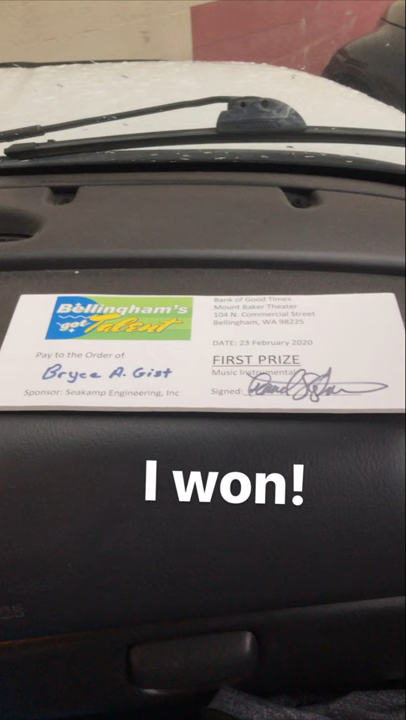 Bellingham's
got Talent
Pay to the Order of
Bryce A. Gist
Sponsor: Seakamp Engineering, Inc
Bank of Good Times
Mount Baker Theater
104 N. Commercial Street
Bellingham, WA 98225
DATE: 23 February 2020
FIRST PRIZE
Music Instrumental
Signed:
I won!